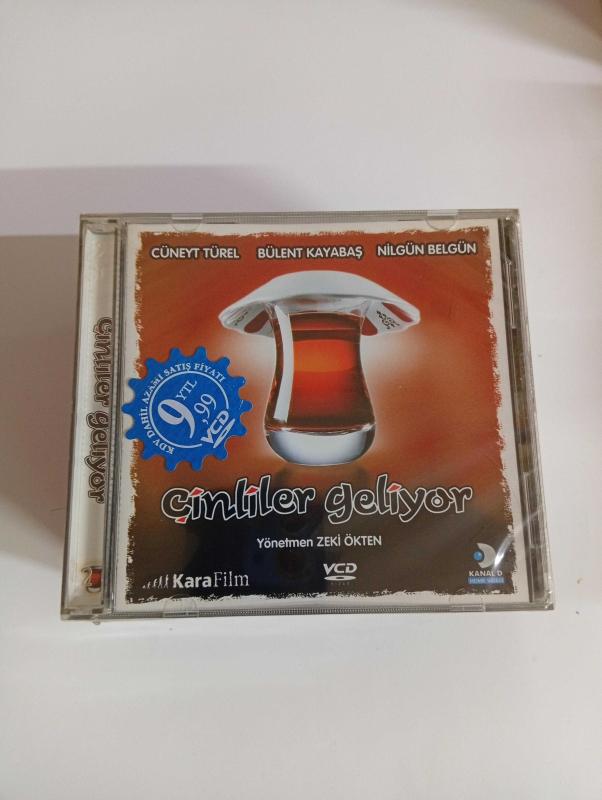 CÜNEYT TÜREL BÜLENT KAYABAŞ NİLGÜN BELGÜN
KDV DAHİL AZAMİ SATIŞ FİYATI
9,99
YTL
VCD
çinliler geliyor
çinliler geliyor
Yönetmen ZEKİ ÖKTEN
KaraFilm
VCD
KANAL D
HOME VIDEO